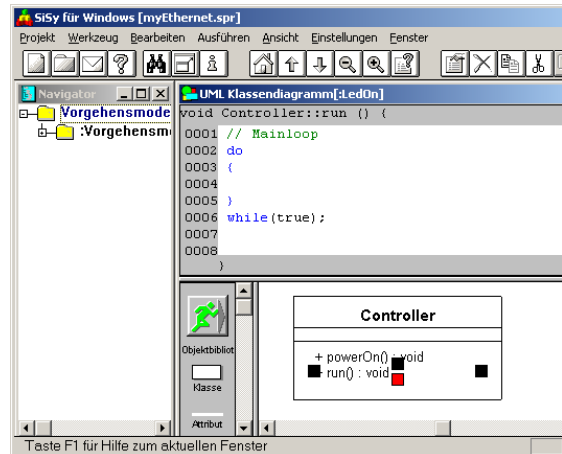 SiSy für Windows [myEthernet.spr]
Projekt Werkzeug Bearbeiten Ausführen Ansicht Einstellungen Fenster
Navigator
Vorgehensmode
:Vorgehensm
UML Klassendiagramm[:LedOn]
void Controller::run () {
0001 // Mainloop
0002 do
0003 {
0004
0005 }
0006 while(true);
0007
0008
}
Objektbibliot
Klasse
Attribut
Controller
+ powerOn() : void
+ run() : void
Taste F1 für Hilfe zum aktuellen Fenster